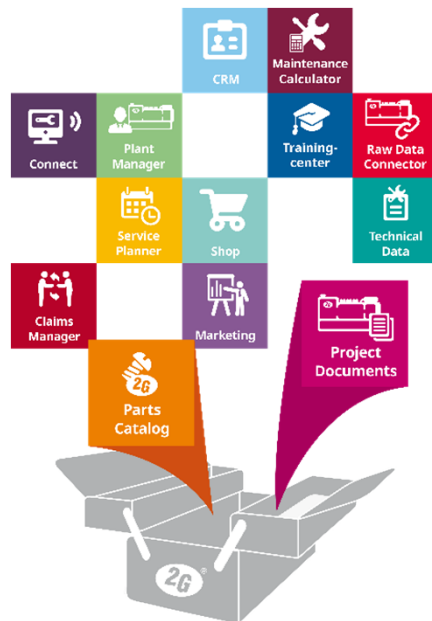 CRM
Maintenance
Calculator
Connect
Plant
Manager
Training-
center
Raw Data
Connector
Service
Planner
Shop
Technical
Data
Claims
Manager
Marketing
Project
Documents
2G
Parts
Catalog
2G®